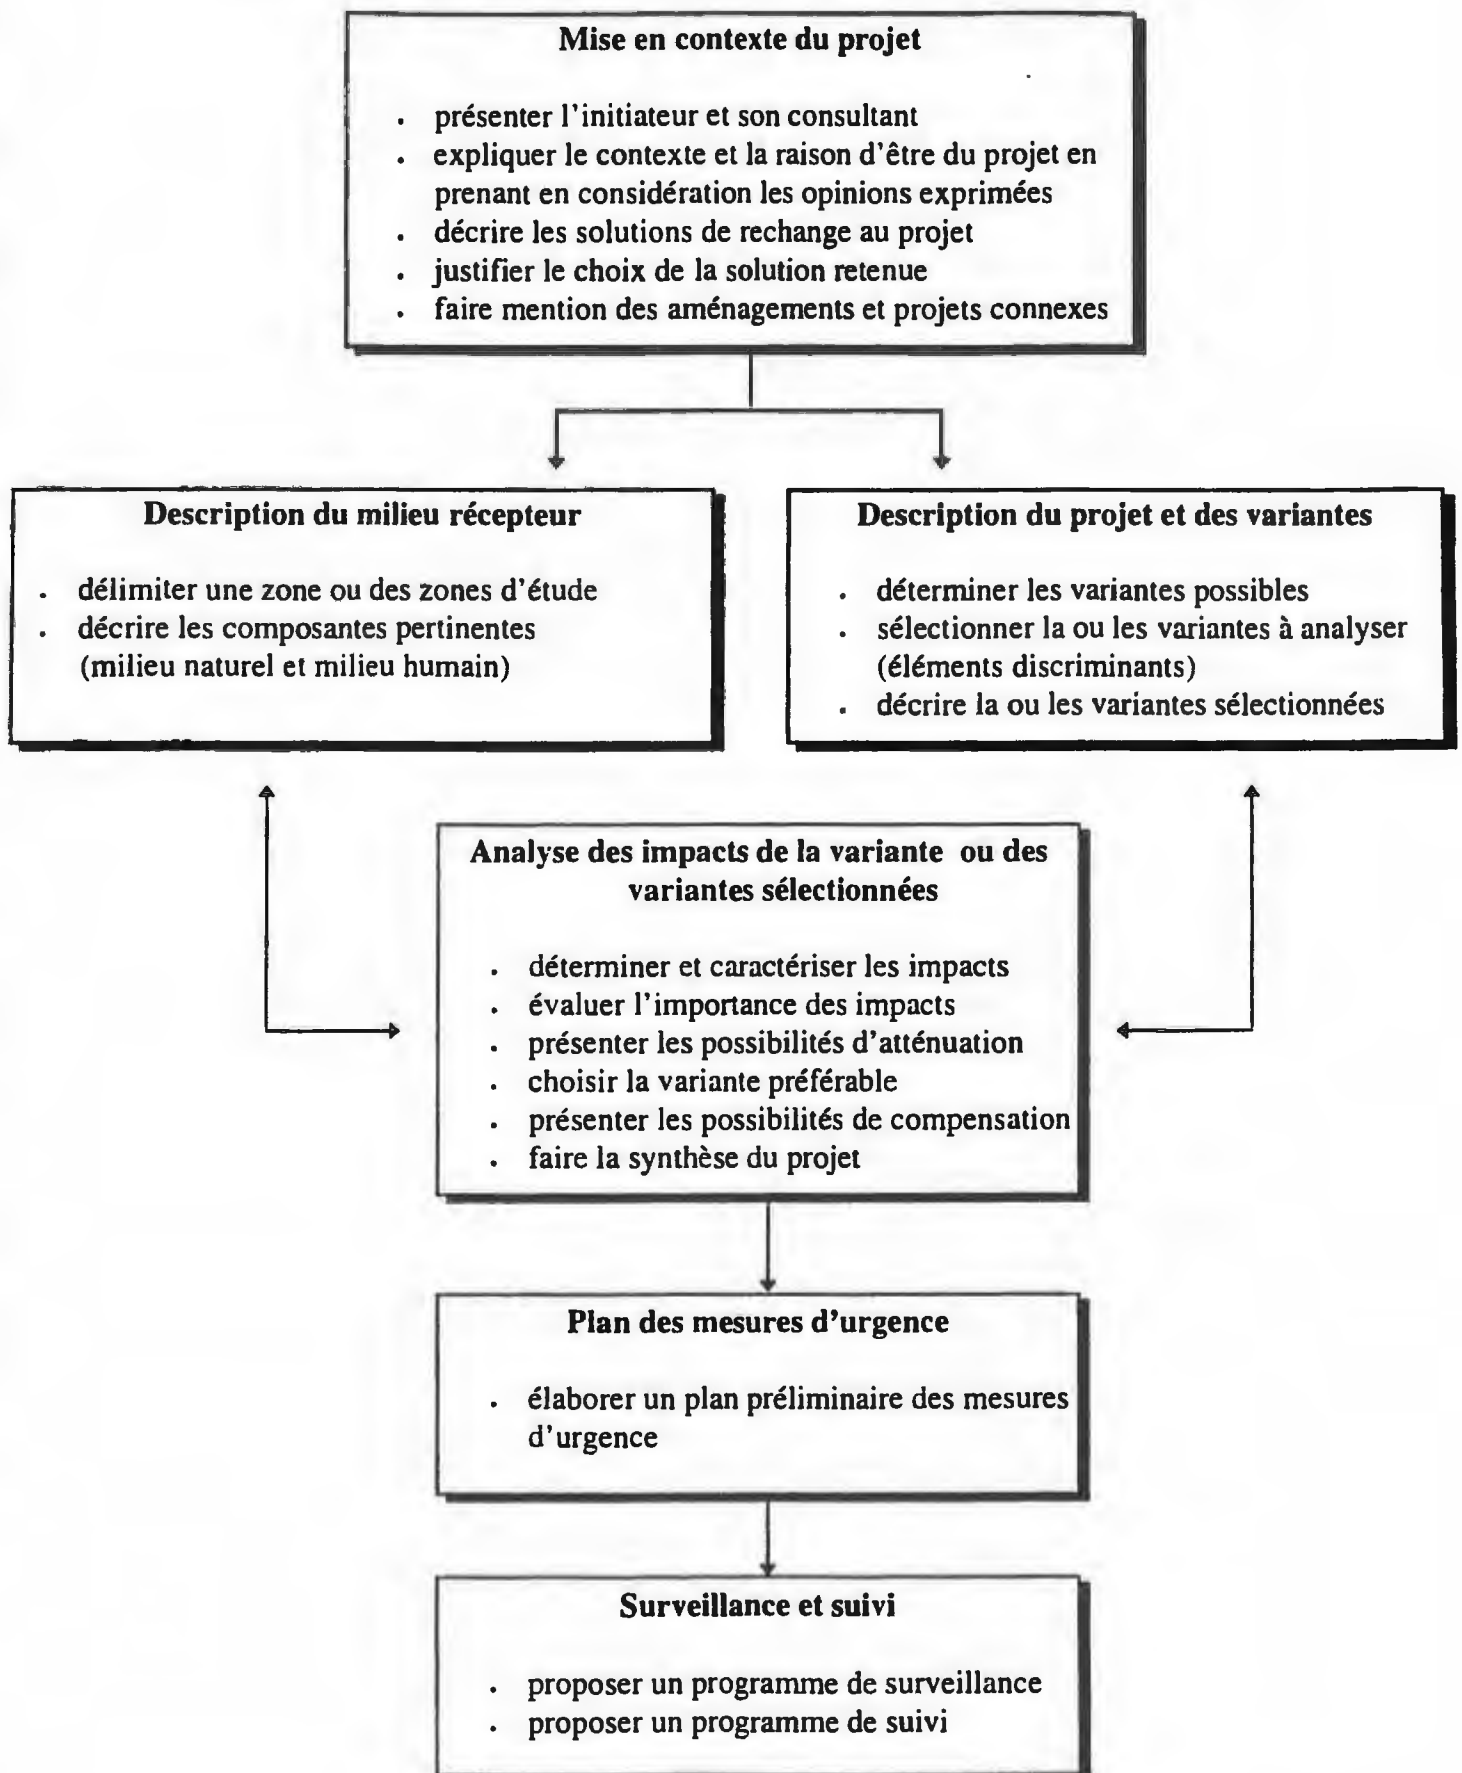 Mise en contexte du projet
. présenter l'initiateur et son consultant
. expliquer le contexte et la raison d'être du projet en
prenant en considération les opinions exprimées
. décrire les solutions de rechange au projet
. justifier le choix de la solution retenue
. faire mention des aménagements et projets connexes
Description du milieu récepteur
. délimiter une zone ou des zones d'étude
. décrire les composantes pertinentes
(milieu naturel et milieu humain)
Description du projet et des variantes
. déterminer les variantes possibles
. sélectionner la ou les variantes à analyser
(éléments discriminants)
. décrire la ou les variantes sélectionnées
Analyse des impacts de la variante ou des
variantes sélectionnées
. déterminer et caractériser les impacts
. évaluer l'importance des impacts
. présenter les possibilités d'atténuation
. choisir la variante préférable
. présenter les possibilités de compensation
. faire la synthèse du projet
Plan des mesures d'urgence
. élaborer un plan préliminaire des mesures
d'urgence
Surveillance et suivi
. proposer un programme de surveillance
. proposer un programme de suivi